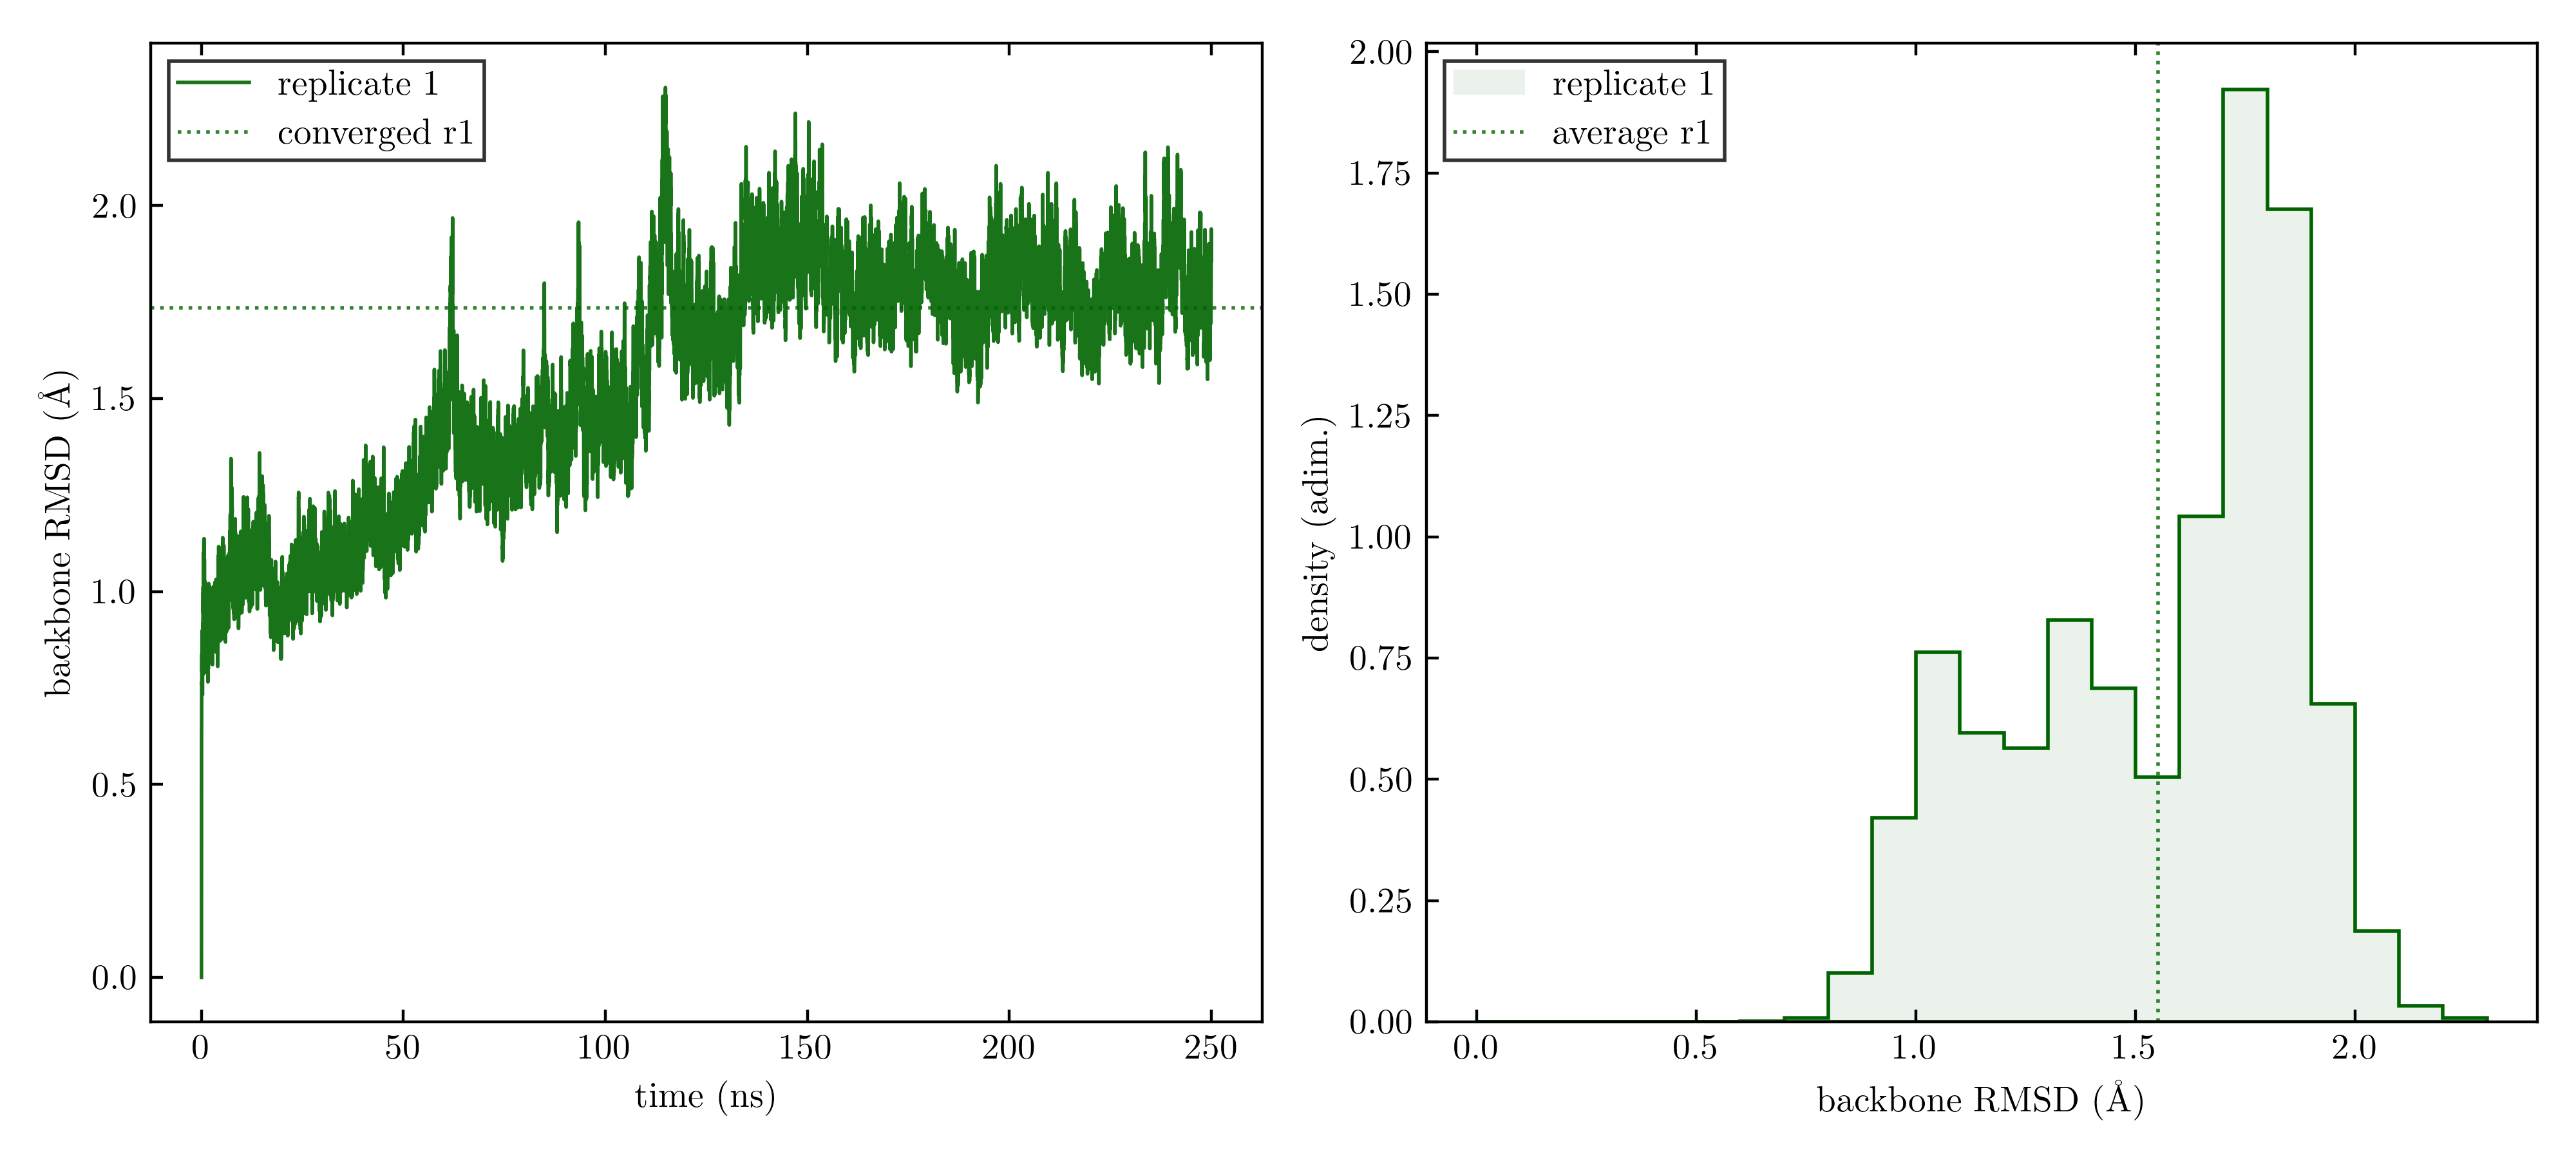 replicate 1
converged r1
backbone RMSD (Å)
2.0
1.5
1.0
0.5
0.0
0 50 100 150 200 250
time (ns)
replicate 1
average r1
density (adim.)
2.00
1.75
1.50
1.25
1.00
0.75
0.50
0.25
0.00
0.0 0.5 1.0 1.5 2.0
backbone RMSD (Å)